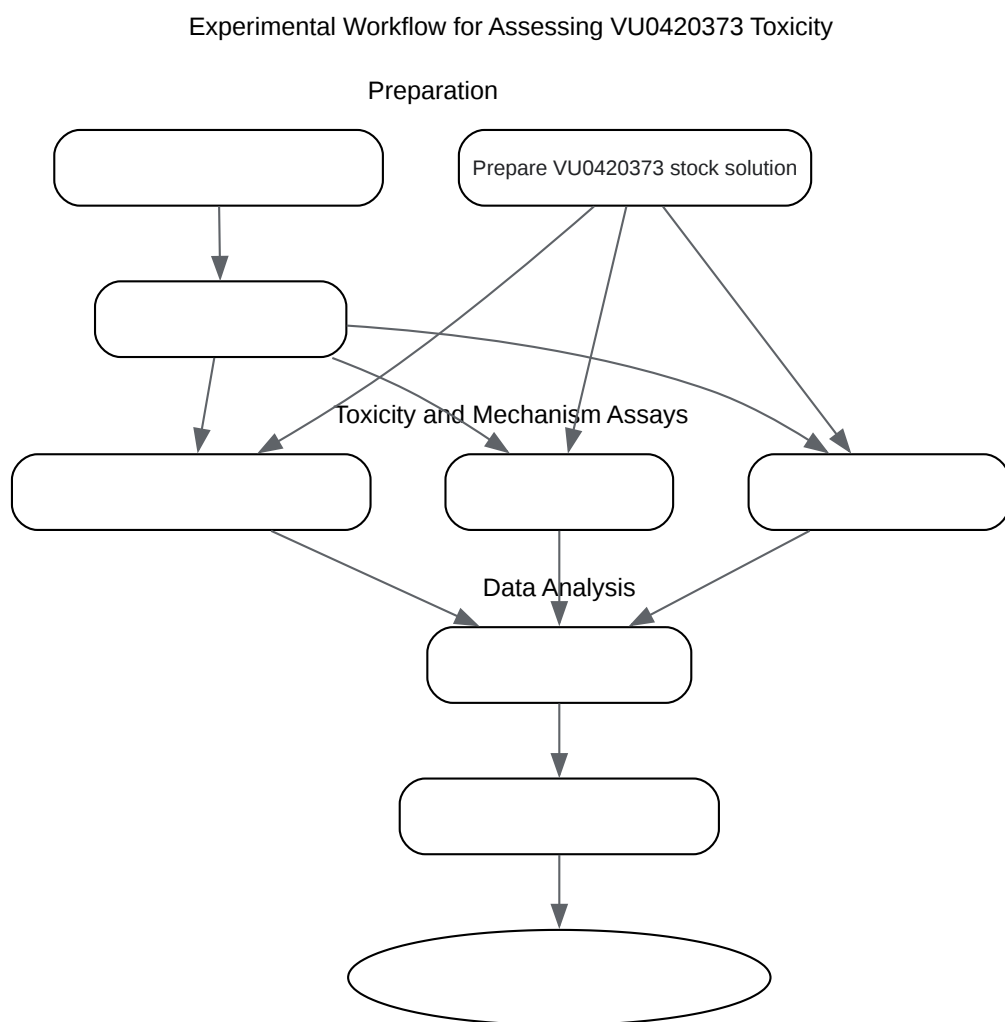 Experimental Workflow for Assessing VU0420373 Toxicity
Preparation
Prepare VU0420373 stock solution
Toxicity and Mechanism Assays
Data Analysis